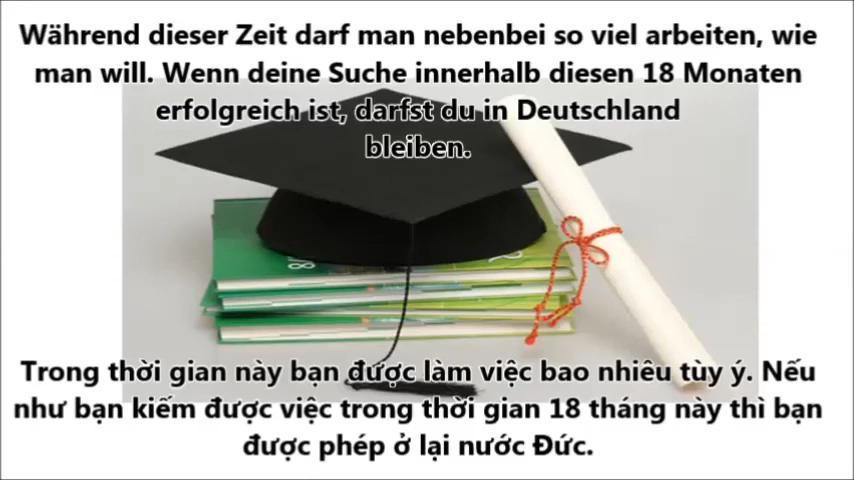 Während dieser Zeit darf man nebenbei so viel arbeiten, wie
man will. Wenn deine Suche innerhalb diesen 18 Monaten
erfolgreich ist, darfst du in Deutschland
bleiben.
Trong thời gian này bạn được làm việc bao nhiêu tùy ý. Nếu
như bạn kiếm được việc trong thời gian 18 tháng này thì bạn
được phép ở lại nước Đức.